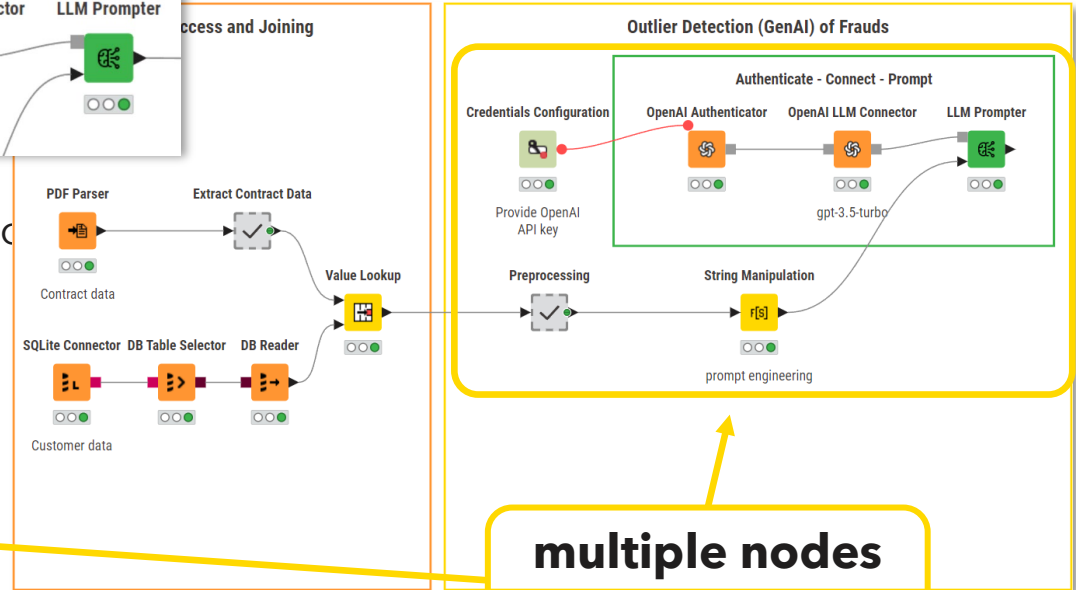 ctor
LLM Prompter
ccess and Joining
Outlier Detection (GenAI) of Frauds
Authenticate - Connect - Prompt
Credentials Configuration
OpenAI Authenticator
OpenAI LLM Connector
LLM Prompter
Provide OpenAI
API key
gpt-3.5-turbo
PDF Parser
Extract Contract Data
Contract data
Value Lookup
Preprocessing
String Manipulation
F[S]
prompt engineering
SQLite Connector
DB Table Selector
DB Reader
L
Customer data
multiple nodes